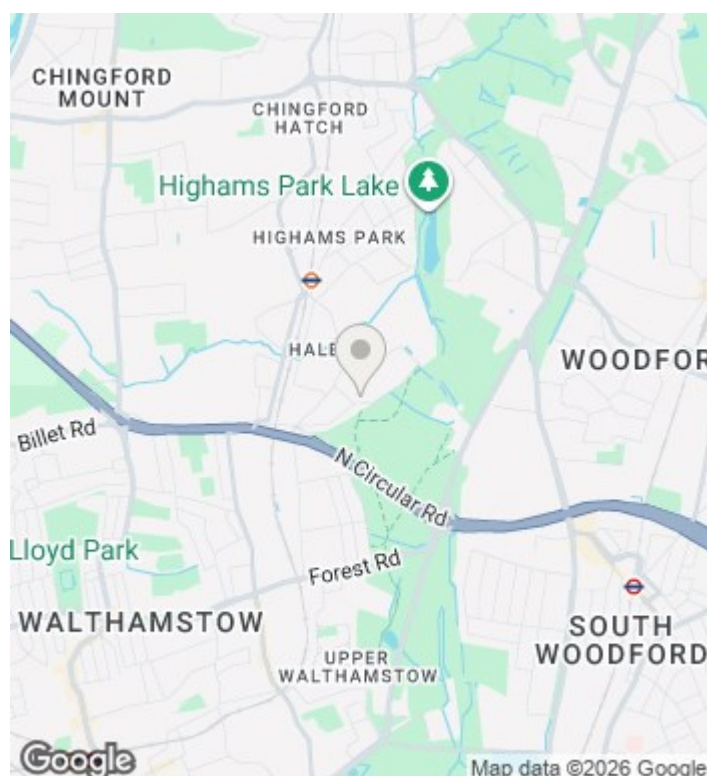 CHINGFORD
MOUNT
CHINGFORD
HATCH
Highams Park Lake
HIGHAMS PARK
HALE
WOODFOR
Billet Rd
N Circular Rd
Lloyd Park
Forest Rd
WALTHAMSTOW
SOUTH
WOODFORD
UPPER
WALTHAMSTOW
Google
Map data ©2026 Google